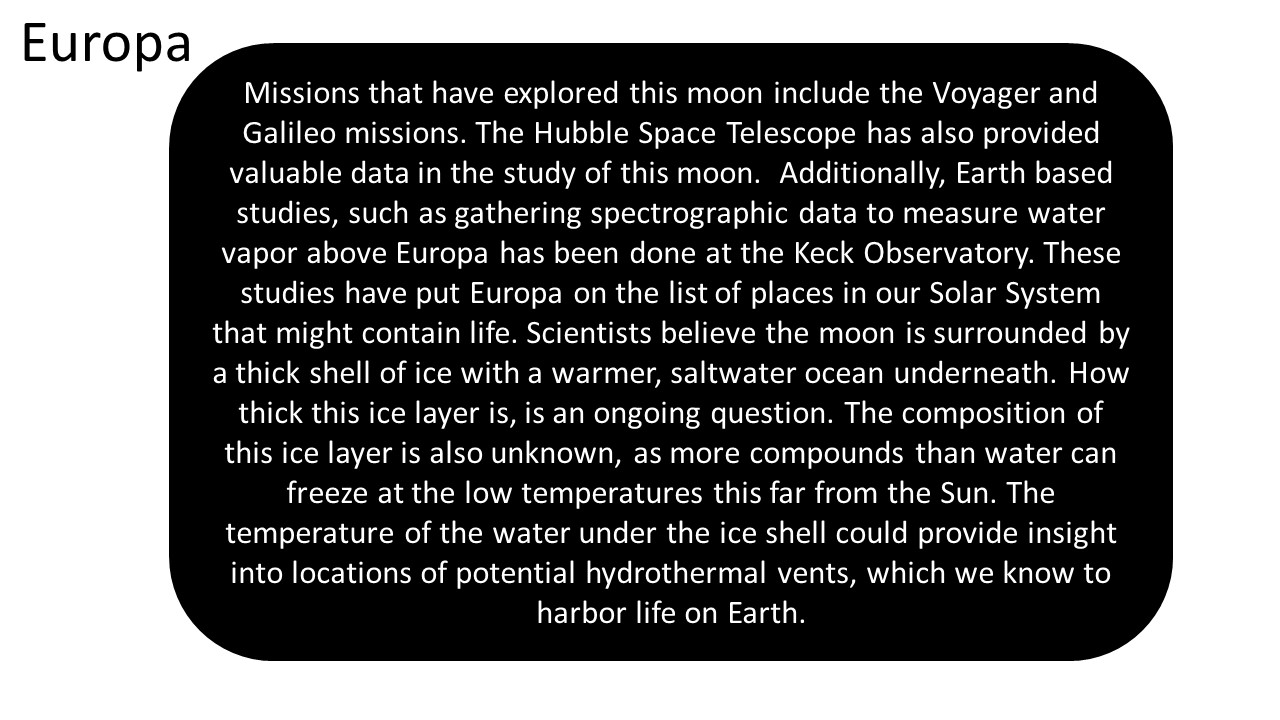 Europa
Missions that have explored this moon include the Voyager and
Galileo missions. The Hubble Space Telescope has also provided
valuable data in the study of this moon.  Additionally, Earth based
studies, such as gathering spectrographic data to measure water
vapor above Europa has been done at the Keck Observatory. These
studies have put Europa on the list of places in our Solar System
that might contain life. Scientists believe the moon is surrounded by
a thick shell of ice with a warmer, saltwater ocean underneath. How
thick this ice layer is, is an ongoing question. The composition of
this ice layer is also unknown, as more compounds than water can
freeze at the low temperatures this far from the Sun. The
temperature of the water under the ice shell could provide insight
into locations of potential hydrothermal vents, which we know to
harbor life on Earth.